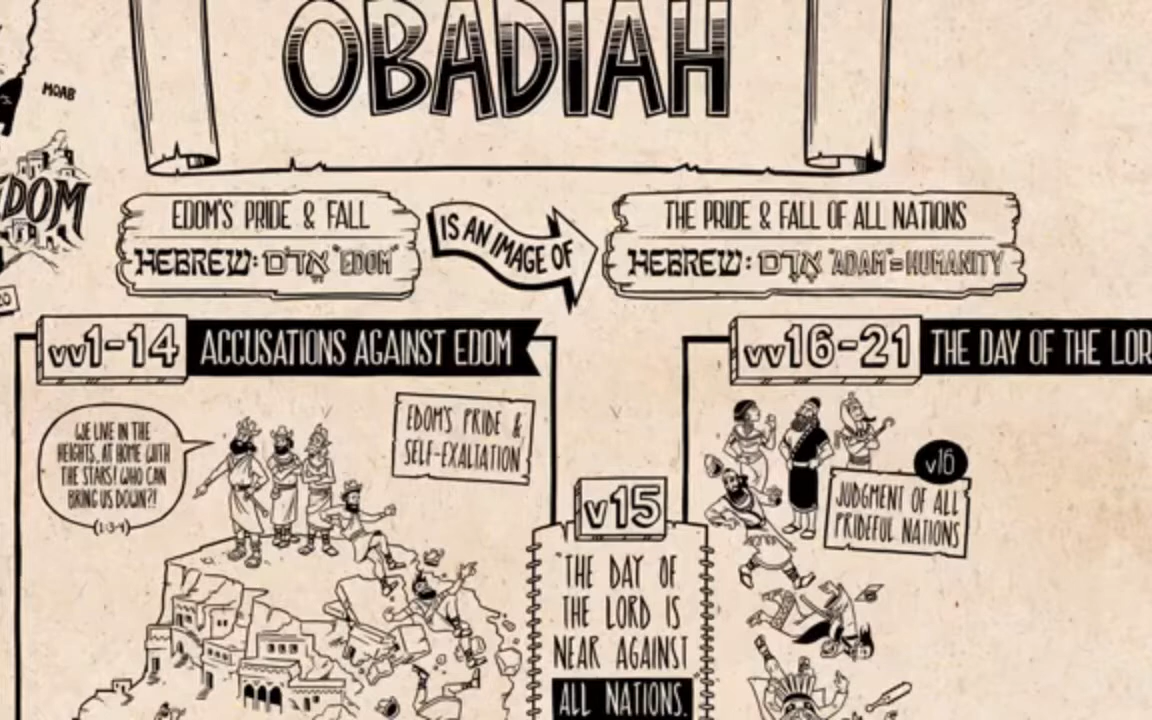 OBADIAH
MOAB
EDOM'S PRIDE & FALL
HEBREW: אֱדֹם "EDOM"
IS AN IMAGE OF
THE PRIDE & FALL OF ALL NATIONS
HEBREW: אָדָם "ADAM"=HUMANITY
vv1-14 ACCUSATIONS AGAINST EDOM
WE LIVE IN THE
HEIGHTS, AT HOME WITH
THE STARS! WHO CAN
BRING US DOWN?!
(1:3-4)
EDOM'S PRIDE &
SELF-EXALTATION
v15
"THE DAY OF
THE LORD IS
NEAR AGAINST
ALL NATIONS."
vv16-21 THE DAY OF THE LOR
v16
JUDGMENT OF ALL
PRIDEFUL NATIONS